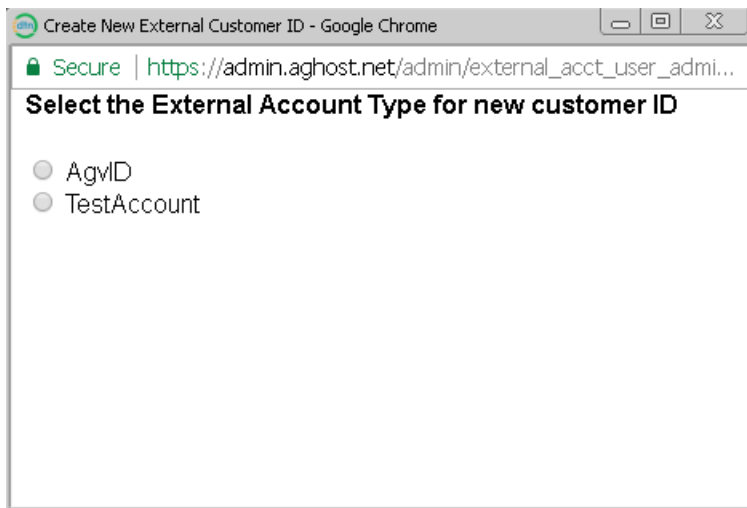 dtn Create New External Customer ID - Google Chrome
Secure | https://admin.aghost.net/admin/external_acct_user_admi...
Select the External Account Type for new customer ID
AgvID
TestAccount